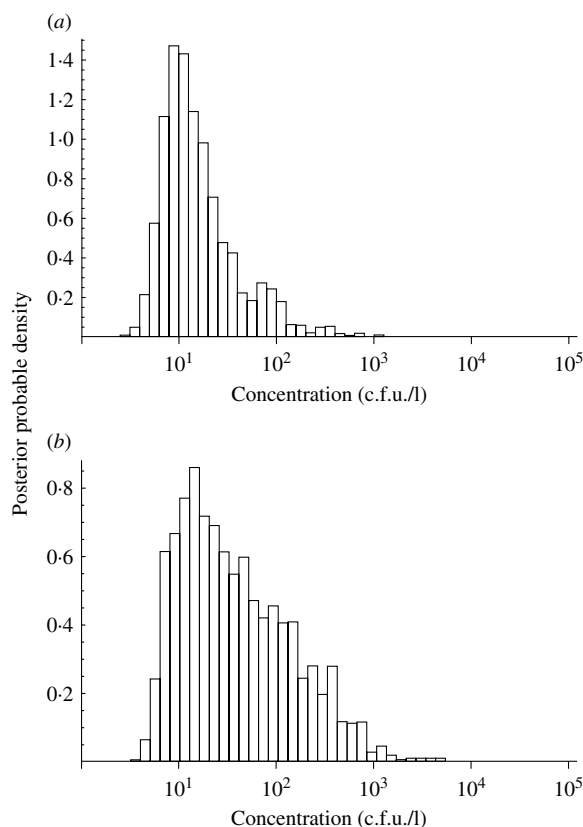 (a)
1·4
1·2
1·0
0·8
0·6
0·4
0·2
10¹ 10² 10³ 10⁴ 10⁵
Concentration (c.f.u./l)
Posterior probable density
(b)
0·8
0·6
0·4
0·2
10¹ 10² 10³ 10⁴ 10⁵
Concentration (c.f.u./l)